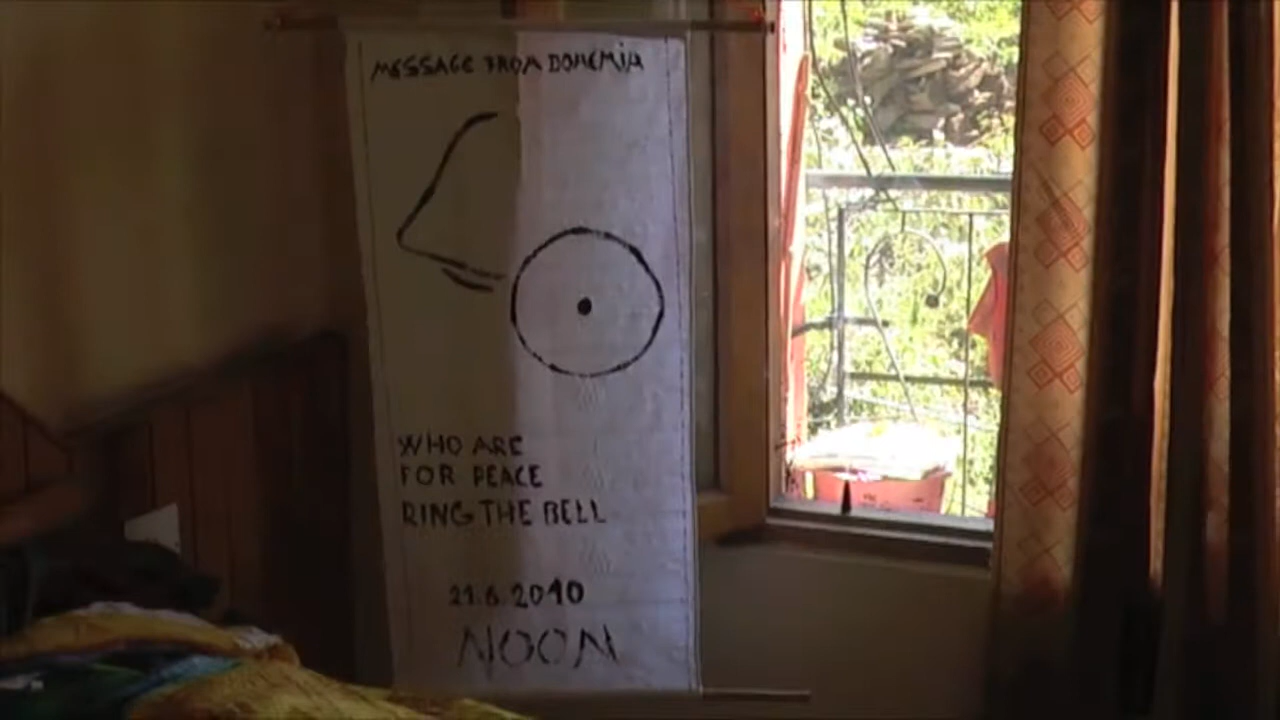 MESSAGE FROM BOHEMIA
WHO ARE
FOR PEACE
RING THE BELL
21.6.2010
NOON